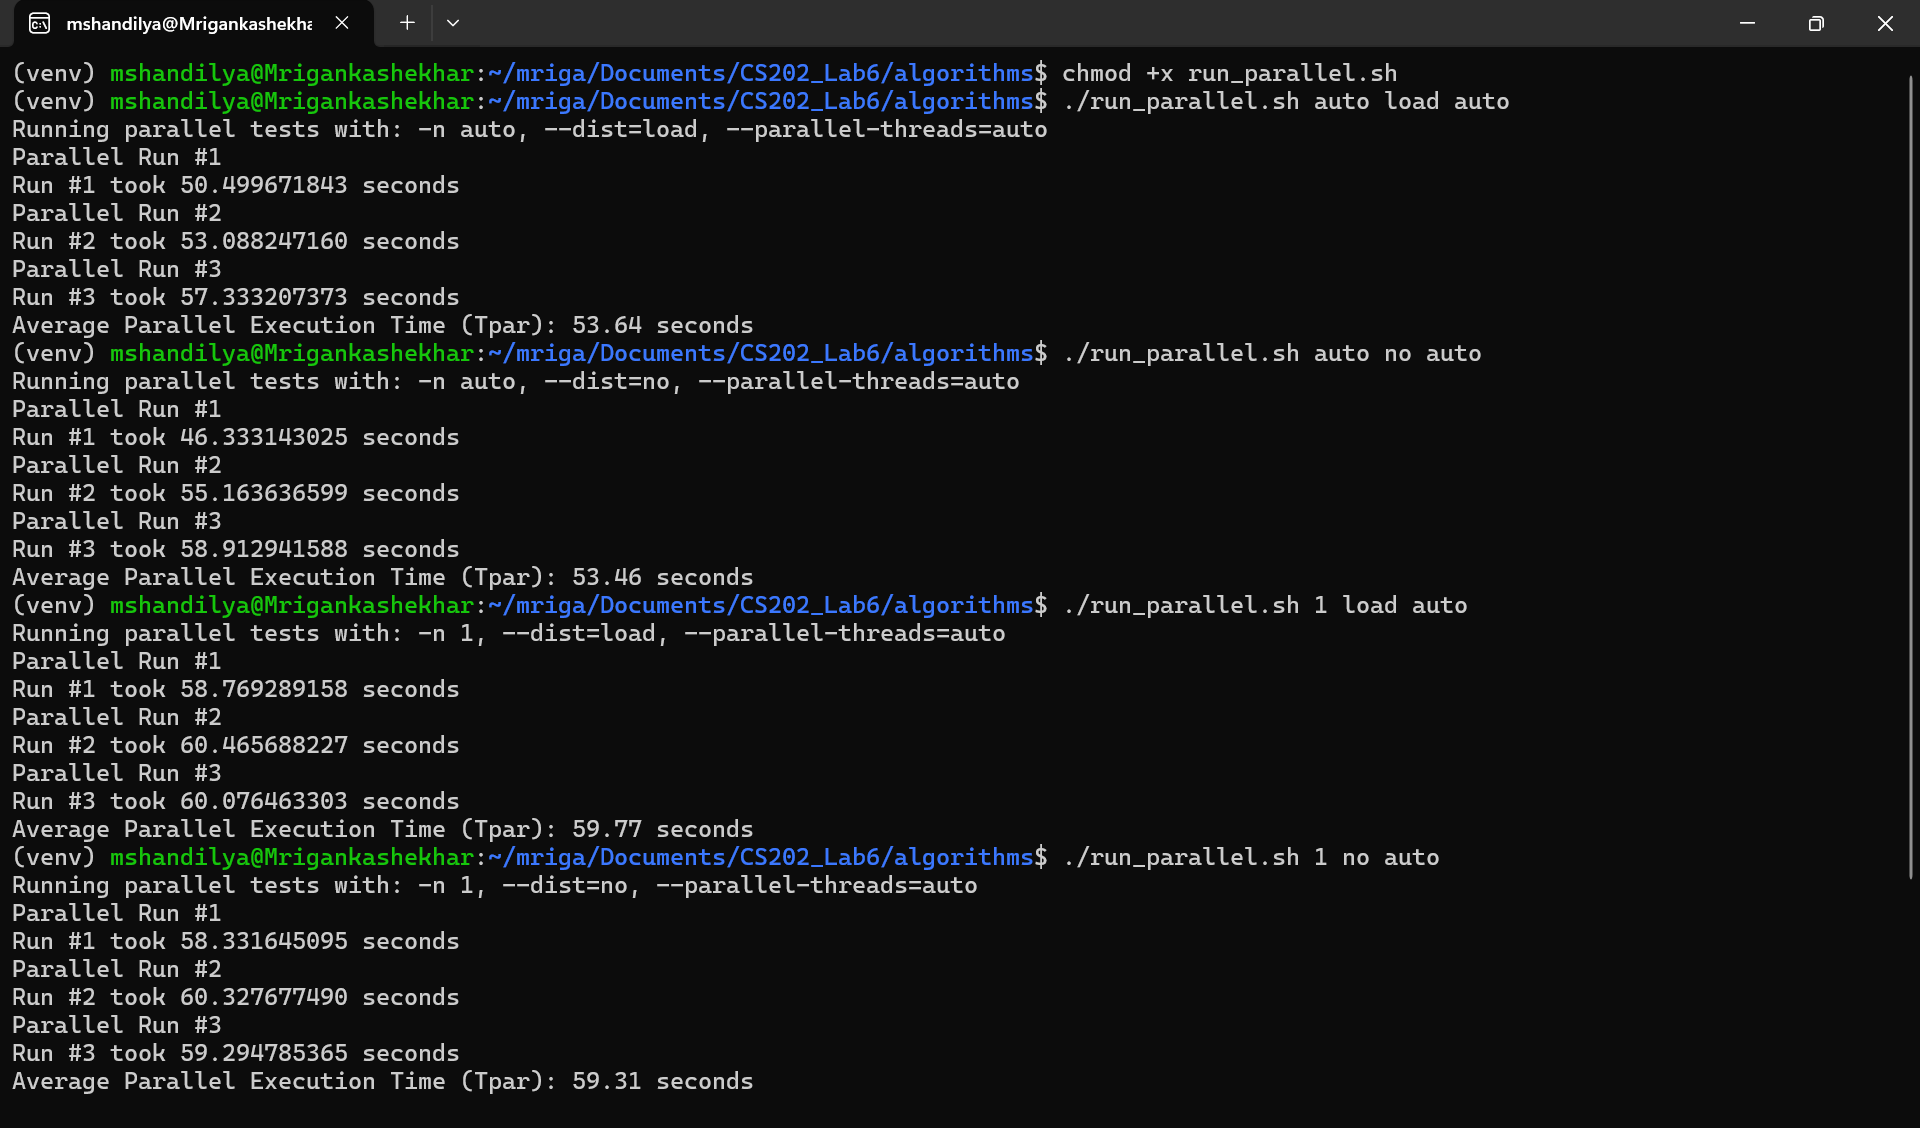 mshandilya@Mrigankashekha
(venv) mshandilya@Mrigankashekhar:~/mriga/Documents/CS202_Lab6/algorithms$ chmod +x run_parallel.sh
(venv) mshandilya@Mrigankashekhar:~/mriga/Documents/CS202_Lab6/algorithms$ ./run_parallel.sh auto load auto
Running parallel tests with: -n auto, --dist=load, --parallel-threads=auto
Parallel Run #1
Run #1 took 50.499671843 seconds
Parallel Run #2
Run #2 took 53.088247160 seconds
Parallel Run #3
Run #3 took 57.333207373 seconds
Average Parallel Execution Time (Tpar): 53.64 seconds
(venv) mshandilya@Mrigankashekhar:~/mriga/Documents/CS202_Lab6/algorithms$ ./run_parallel.sh auto no auto
Running parallel tests with: -n auto, --dist=no, --parallel-threads=auto
Parallel Run #1
Run #1 took 46.333143025 seconds
Parallel Run #2
Run #2 took 55.163636599 seconds
Parallel Run #3
Run #3 took 58.912941588 seconds
Average Parallel Execution Time (Tpar): 53.46 seconds
(venv) mshandilya@Mrigankashekhar:~/mriga/Documents/CS202_Lab6/algorithms$ ./run_parallel.sh 1 load auto
Running parallel tests with: -n 1, --dist=load, --parallel-threads=auto
Parallel Run #1
Run #1 took 58.769289158 seconds
Parallel Run #2
Run #2 took 60.465688227 seconds
Parallel Run #3
Run #3 took 60.076463303 seconds
Average Parallel Execution Time (Tpar): 59.77 seconds
(venv) mshandilya@Mrigankashekhar:~/mriga/Documents/CS202_Lab6/algorithms$ ./run_parallel.sh 1 no auto
Running parallel tests with: -n 1, --dist=no, --parallel-threads=auto
Parallel Run #1
Run #1 took 58.331645095 seconds
Parallel Run #2
Run #2 took 60.327677490 seconds
Parallel Run #3
Run #3 took 59.294785365 seconds
Average Parallel Execution Time (Tpar): 59.31 seconds